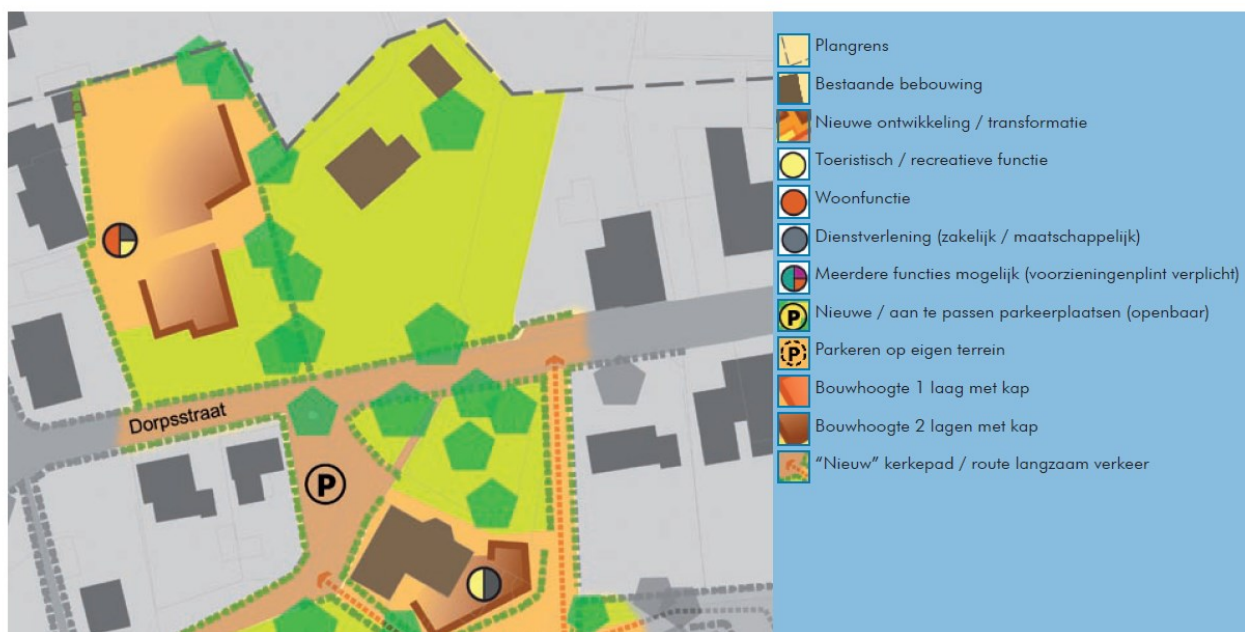 Plangrens
Bestaande bebouwing
Nieuwe ontwikkeling / transformatie
Toeristisch / recreatieve functie
Woonfunctie
Dienstverlening (zakelijk / maatschappelijk)
Meerdere functies mogelijk (voorzieningenplint verplicht)
P Nieuwe / aan te passen parkeerplaatsen (openbaar)
P Parkeren op eigen terrein
Bouwhoogte 1 laag met kap
Bouwhoogte 2 lagen met kap
“Nieuw” kerkepad / route langzaam verkeer
Dorpsstraat
P